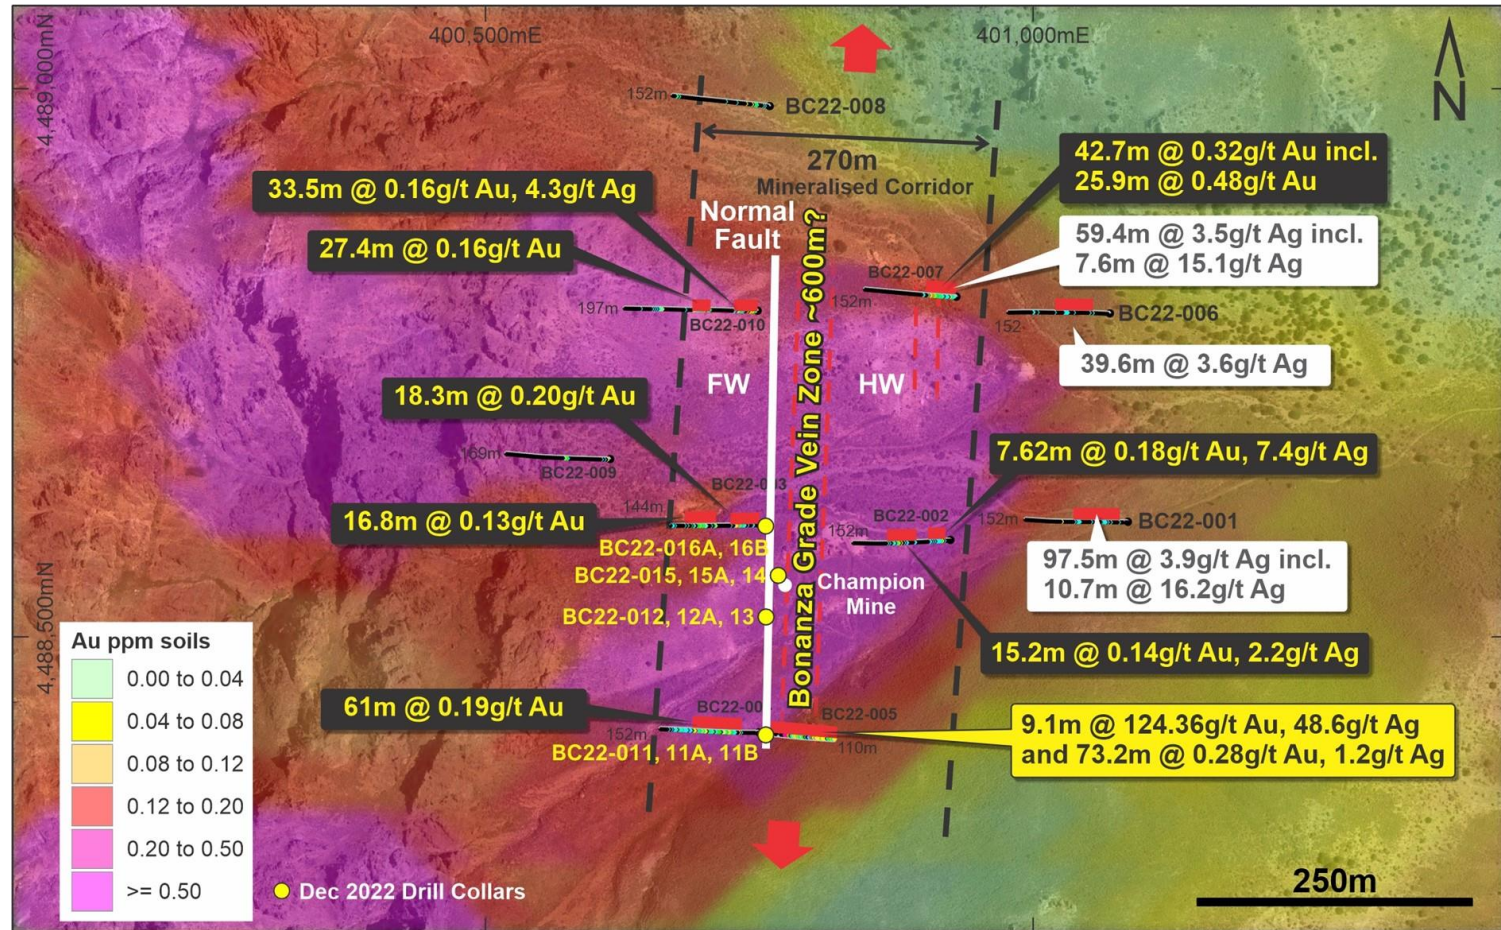 400,500mE
401,000mE
4,489,000mN
N
152m
BC22-008
270m
Mineralised Corridor
42.7m @ 0.32g/t Au incl.
25.9m @ 0.48g/t Au
33.5m @ 0.16g/t Au, 4.3g/t Ag
Normal
Fault
59.4m @ 3.5g/t Ag incl.
7.6m @ 15.1g/t Ag
27.4m @ 0.16g/t Au
BC22-007
152m
197m
BC22-010
BC22-006
152
39.6m @ 3.6g/t Ag
FW
HW
Bonanza Grade Vein Zone ~600m?
18.3m @ 0.20g/t Au
7.62m @ 0.18g/t Au, 7.4g/t Ag
169m
BC22-009
144m
16.8m @ 0.13g/t Au
152m
BC22-002
152m
BC22-001
BC22-016A, 16B
97.5m @ 3.9g/t Ag incl.
10.7m @ 16.2g/t Ag
BC22-015, 15A, 14
Champion
Mine
BC22-012, 12A, 13
4,488,500mN
15.2m @ 0.14g/t Au, 2.2g/t Ag
61m @ 0.19g/t Au
BC22-00
BC22-005
152m
110m
BC22-011, 11A, 11B
9.1m @ 124.36g/t Au, 48.6g/t Ag
and 73.2m @ 0.28g/t Au, 1.2g/t Ag
Au ppm soils
0.00 to 0.04
0.04 to 0.08
0.08 to 0.12
0.12 to 0.20
0.20 to 0.50
>= 0.50
Dec 2022 Drill Collars
250m